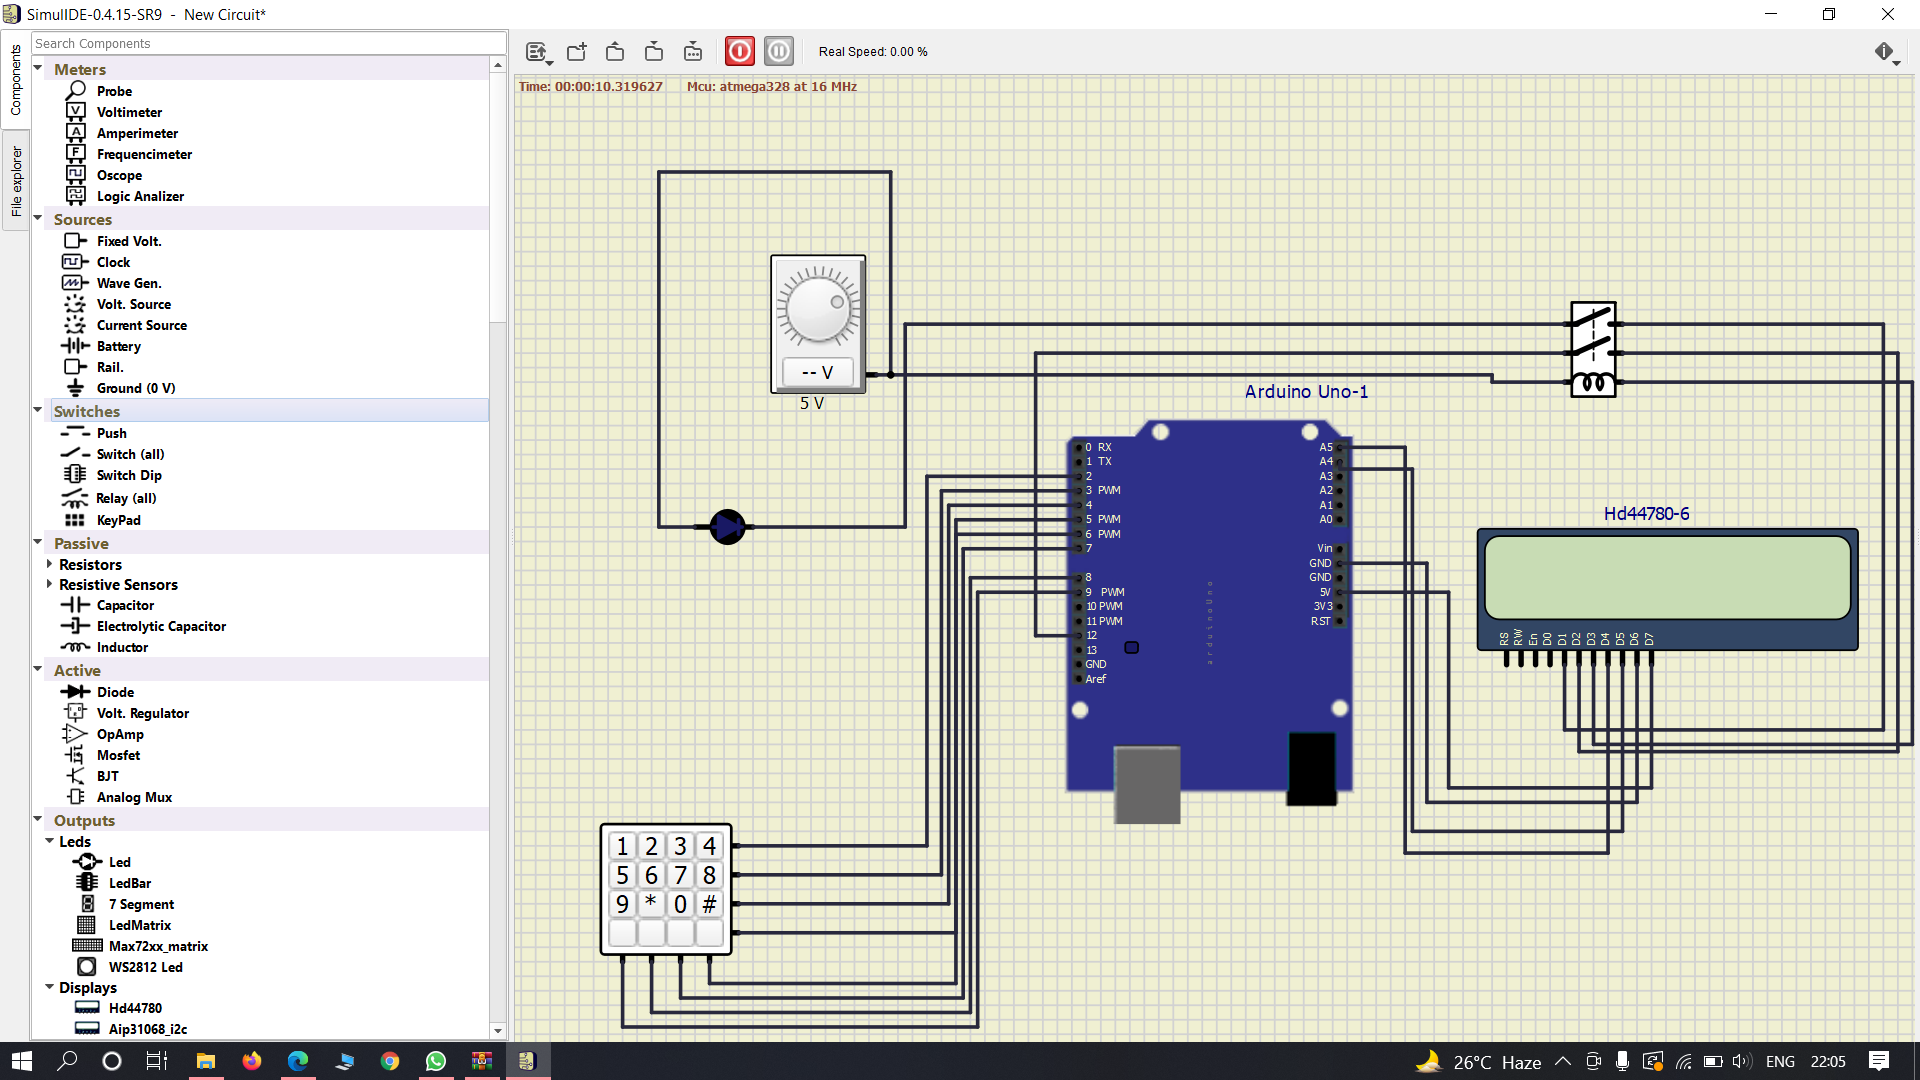 SimulIDE-0.4.15-SR9 - New Circuit*
Components
File explorer
Search Components
Meters
Probe
Voltimeter
Amperimeter
Frequencimeter
Oscope
Logic Analizer
Sources
Fixed Volt.
Clock
Wave Gen.
Volt. Source
Current Source
Battery
Rail.
Ground (0 V)
Switches
Push
Switch (all)
Switch Dip
Relay (all)
KeyPad
Passive
Resistors
Resistive Sensors
Capacitor
Electrolytic Capacitor
Inductor
Active
Diode
Volt. Regulator
OpAmp
Mosfet
BJT
Analog Mux
Outputs
Leds
Led
LedBar
7 Segment
LedMatrix
Max72xx_matrix
WS2812 Led
Displays
Hd44780
Aip31068_i2c
Real Speed: 0.00 %
Time: 00:00:10.319627 Mcu: atmega328 at 16 MHz
-- V
5 V
Arduino Uno-1
0 RX
1 TX
2
3 PWM
4
5 PWM
6 PWM
7
8
9 PWM
10 PWM
11 PWM
12
13
GND
Aref
A5
A4
A3
A2
A1
A0
Vin
GND
GND
5V
3V3
RST
arduinoUno
Hd44780-6
RS RW En D0 D1 D2 D3 D4 D5 D6 D7
1 2 3 4
5 6 7 8
9 * 0 #
26°C Haze ENG 22:05